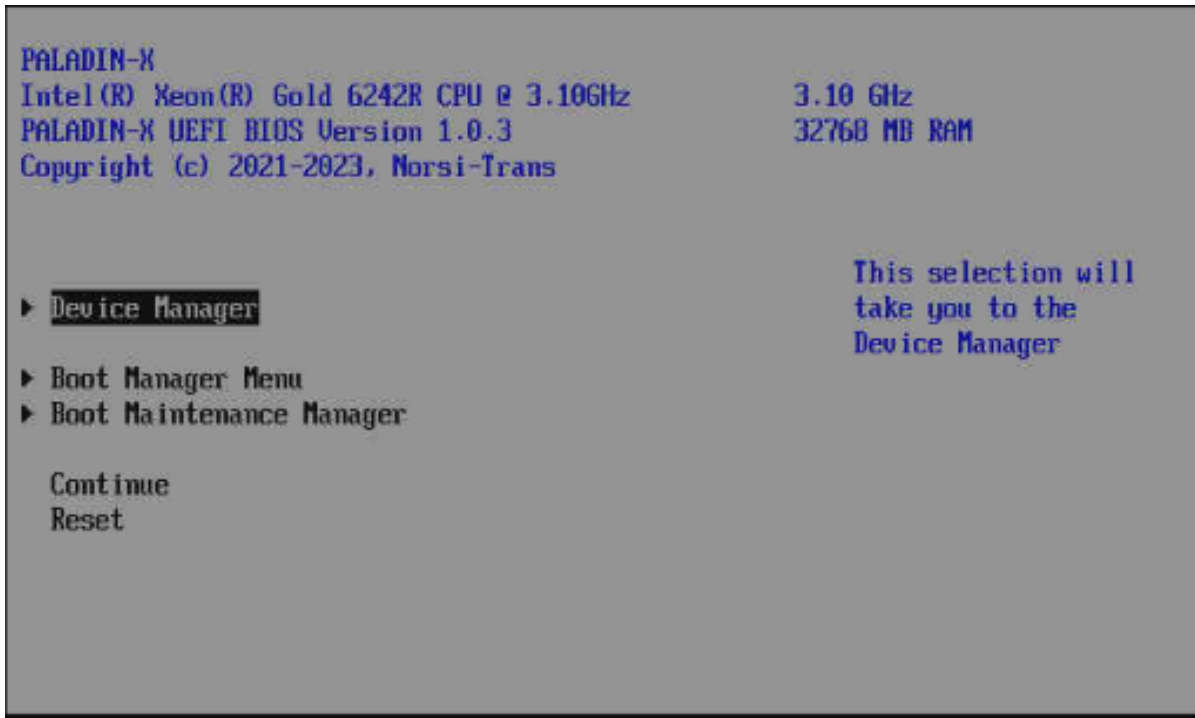 PALADIN-X
Intel(R) Xeon(R) Gold 6242R CPU @ 3.10GHz 3.10 GHz
PALADIN-X UEFI BIOS Version 1.0.3 32768 MB RAM
Copyright (c) 2021-2023, Norsi-Trans
Device Manager
Boot Manager Menu
Boot Maintenance Manager
Continue
Reset
This selection will
take you to the
Device Manager